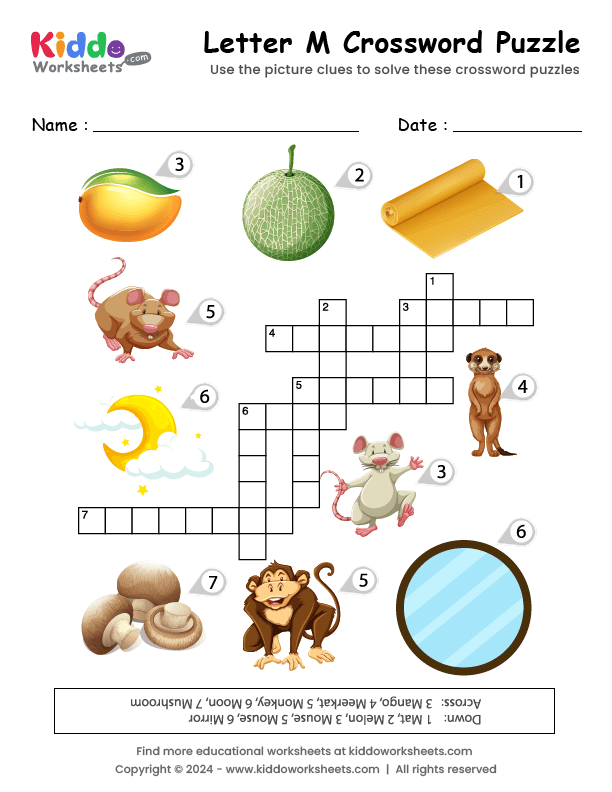 Kiddo
Worksheets.com
Letter M Crossword Puzzle
Use the picture clues to solve these crossword puzzles
Name :
Date :
3
2
1
5
1
2
3
4
4
5
6
6
3
7
6
7
5
Across: 3 Mango, 4 Meerkat, 5 Monkey, 6 Moon, 7 Mushroom
Down: 1 Mat, 2 Melon, 3 Mouse, 5 Mouse, 6 Mirror
Find more educational worksheets at kiddoworksheets.com
Copyright © 2024 - www.kiddoworksheets.com | All rights reserved